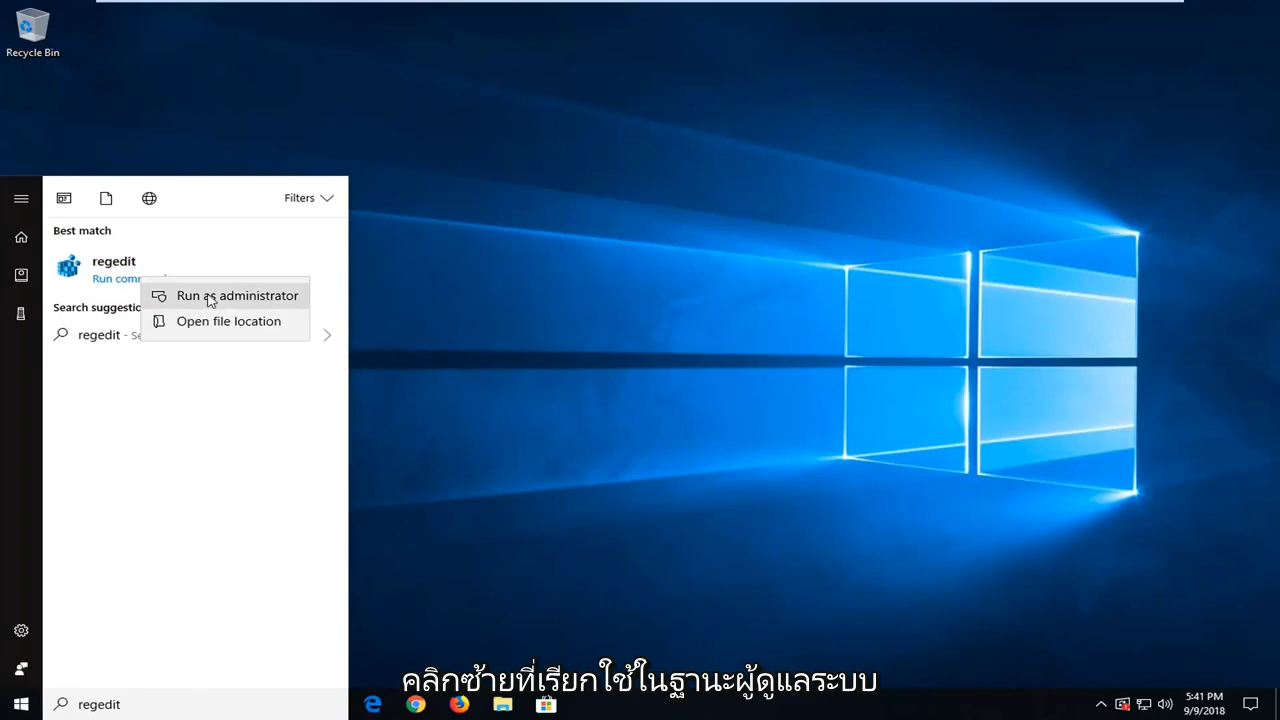 Recycle Bin
Filters
Best match
regedit
Run com
Run as administrator
Search suggestio
Open file location
regedit - Se
คลิกซ้ายที่เรียกใช้ในฐานะผู้ดูแลระบบ
regedit
5:41 PM
9/9/2018